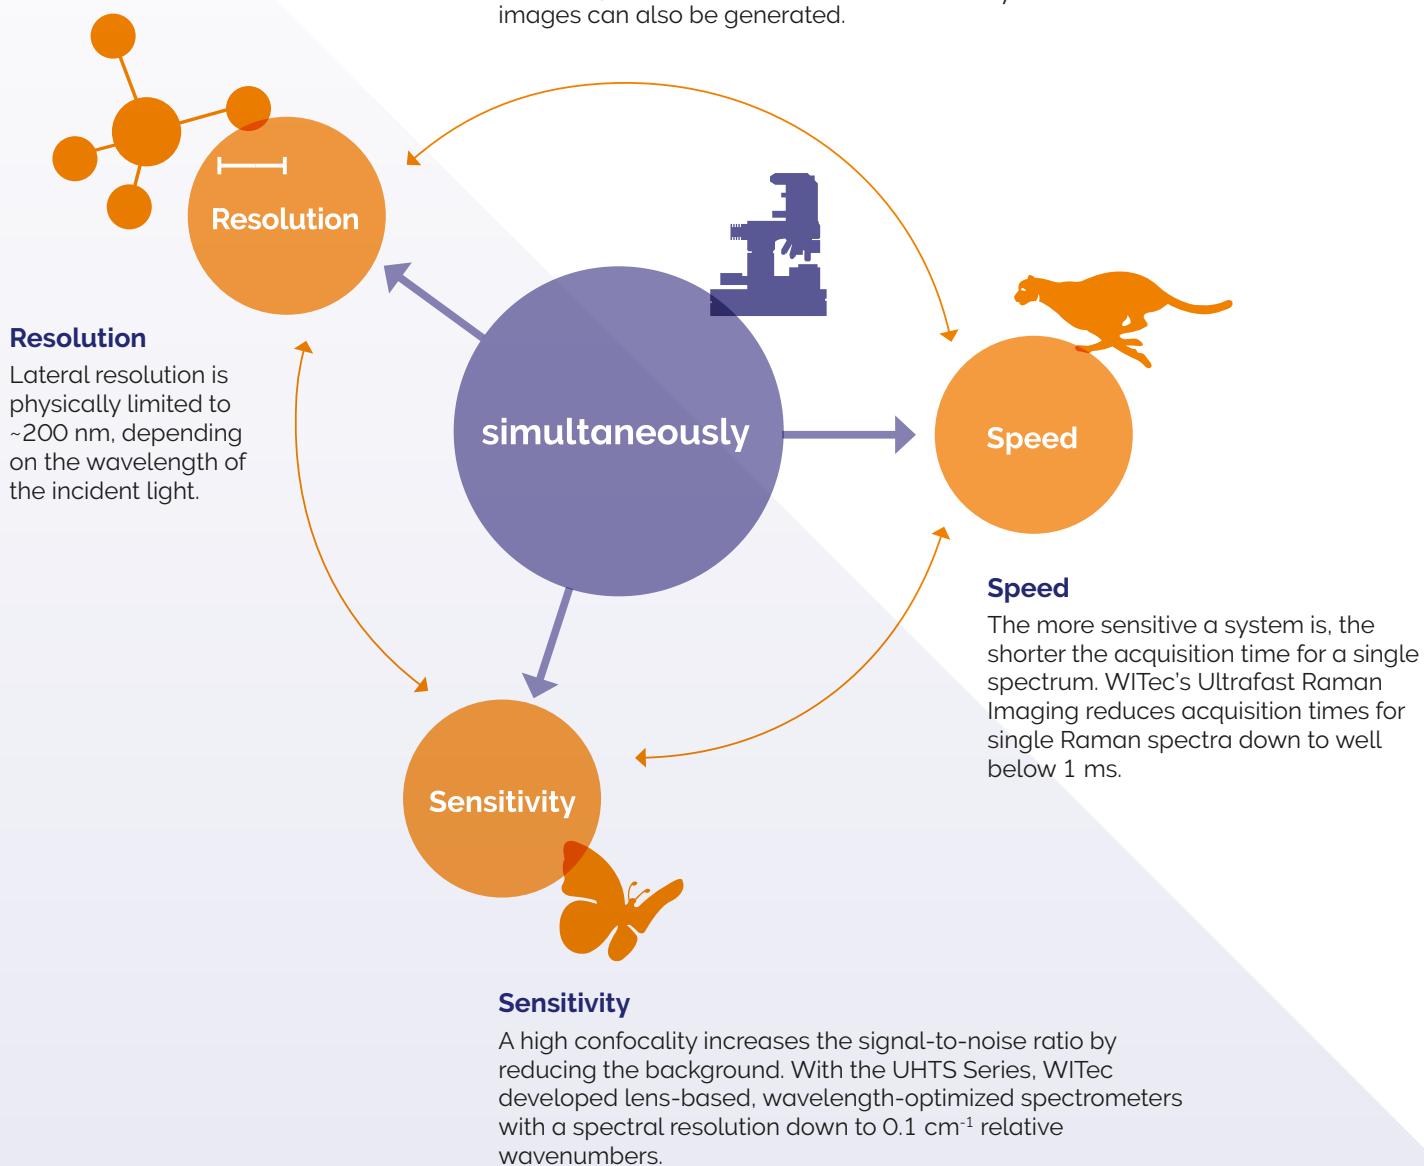 images can also be generated.
Resolution
Resolution
Lateral resolution is
physically limited to
~200 nm, depending
on the wavelength of
the incident light.
simultaneously
Speed
Speed
The more sensitive a system is, the
shorter the acquisition time for a single
spectrum. WITec's Ultrafast Raman
Imaging reduces acquisition times for
single Raman spectra down to well
below 1 ms.
Sensitivity
Sensitivity
A high confocality increases the signal-to-noise ratio by
reducing the background. With the UHTS Series, WITec
developed lens-based, wavelength-optimized spectrometers
with a spectral resolution down to 0.1 cm⁻¹ relative
wavenumbers.